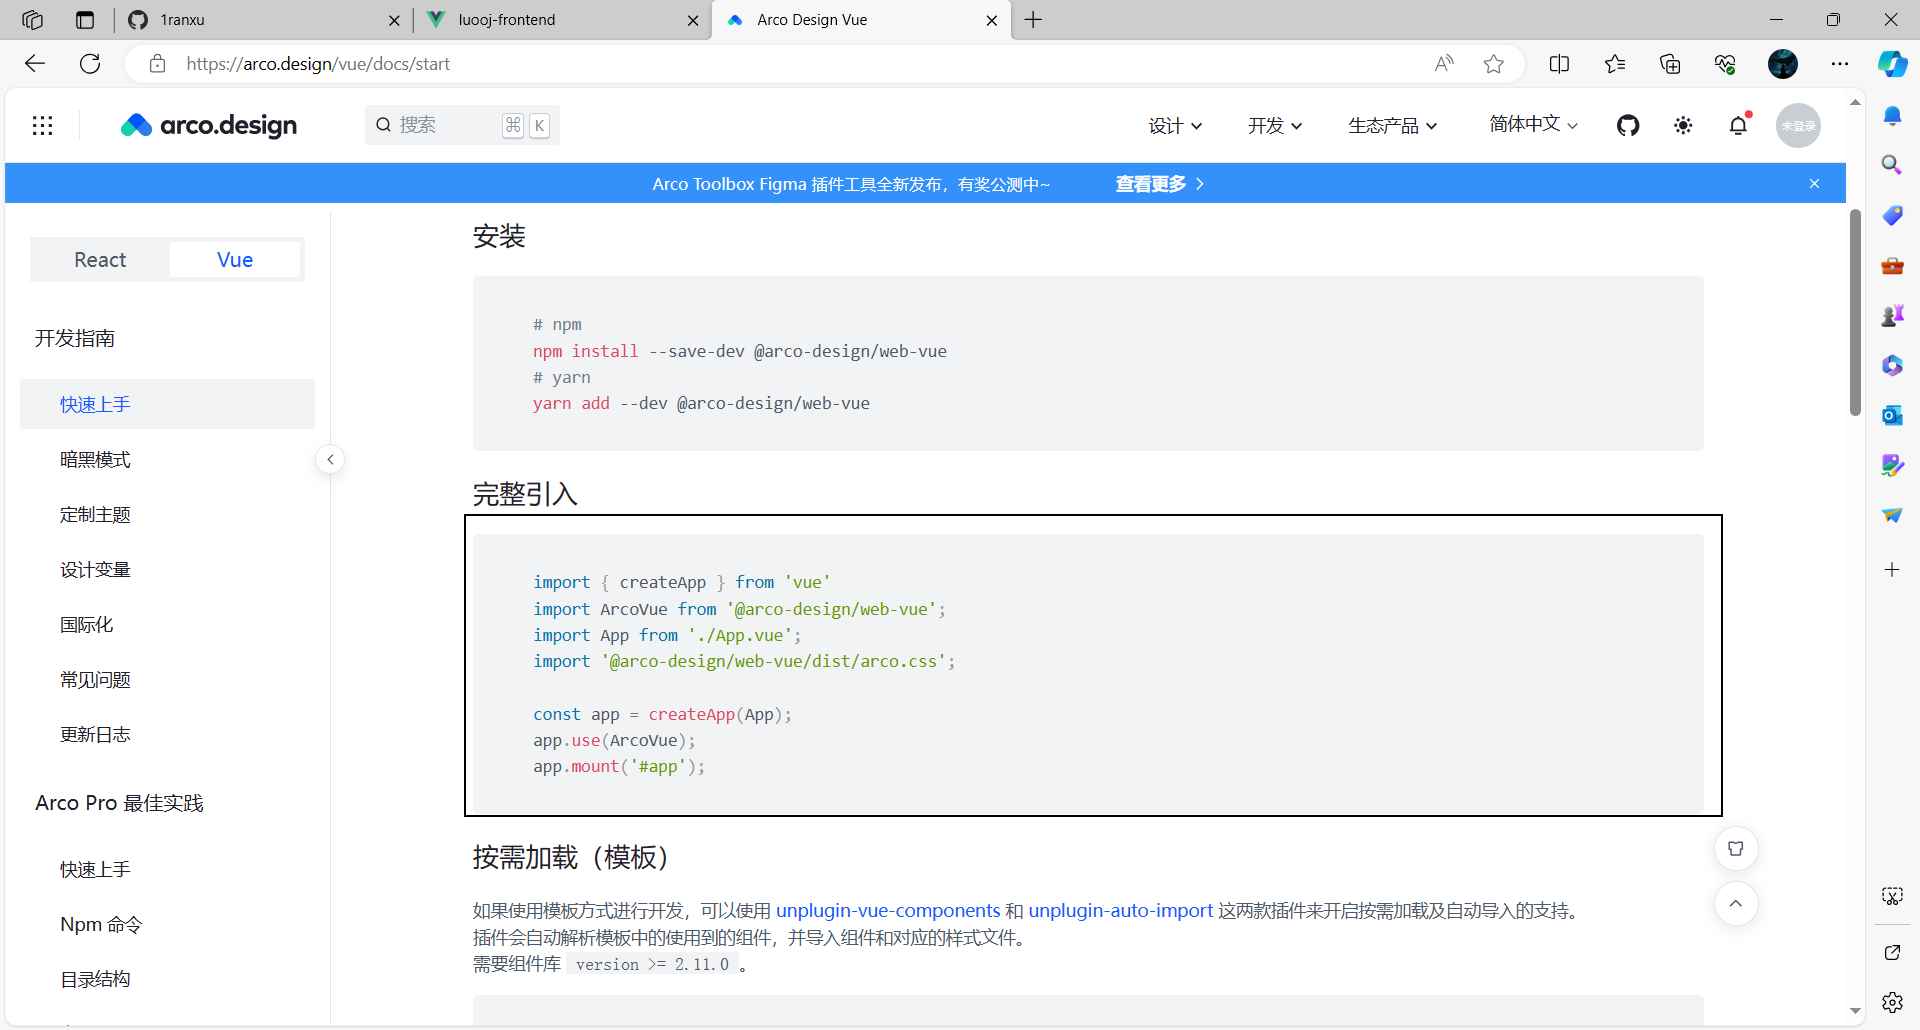 1ranxu
luooj-frontend
Arco Design Vue
https://arco.design/vue/docs/start
arco.design
搜索
⌘ K
设计
开发
生态产品
简体中文
未登录
Arco Toolbox Figma 插件工具全新发布，有奖公测中~
查看更多
React
Vue
开发指南
快速上手
暗黑模式
定制主题
设计变量
国际化
常见问题
更新日志
Arco Pro 最佳实践
快速上手
Npm 命令
目录结构
安装
# npm
npm install --save-dev @arco-design/web-vue
# yarn
yarn add --dev @arco-design/web-vue
完整引入
import { createApp } from 'vue'
import ArcoVue from '@arco-design/web-vue';
import App from './App.vue';
import '@arco-design/web-vue/dist/arco.css';
const app = createApp(App);
app.use(ArcoVue);
app.mount('#app');
按需加载（模板）
如果使用模板方式进行开发，可以使用 unplugin-vue-components 和 unplugin-auto-import 这两款插件来开启按需加载及自动导入的支持。
插件会自动解析模板中的使用到的组件，并导入组件和对应的样式文件。
需要组件库 version >= 2.11.0 。